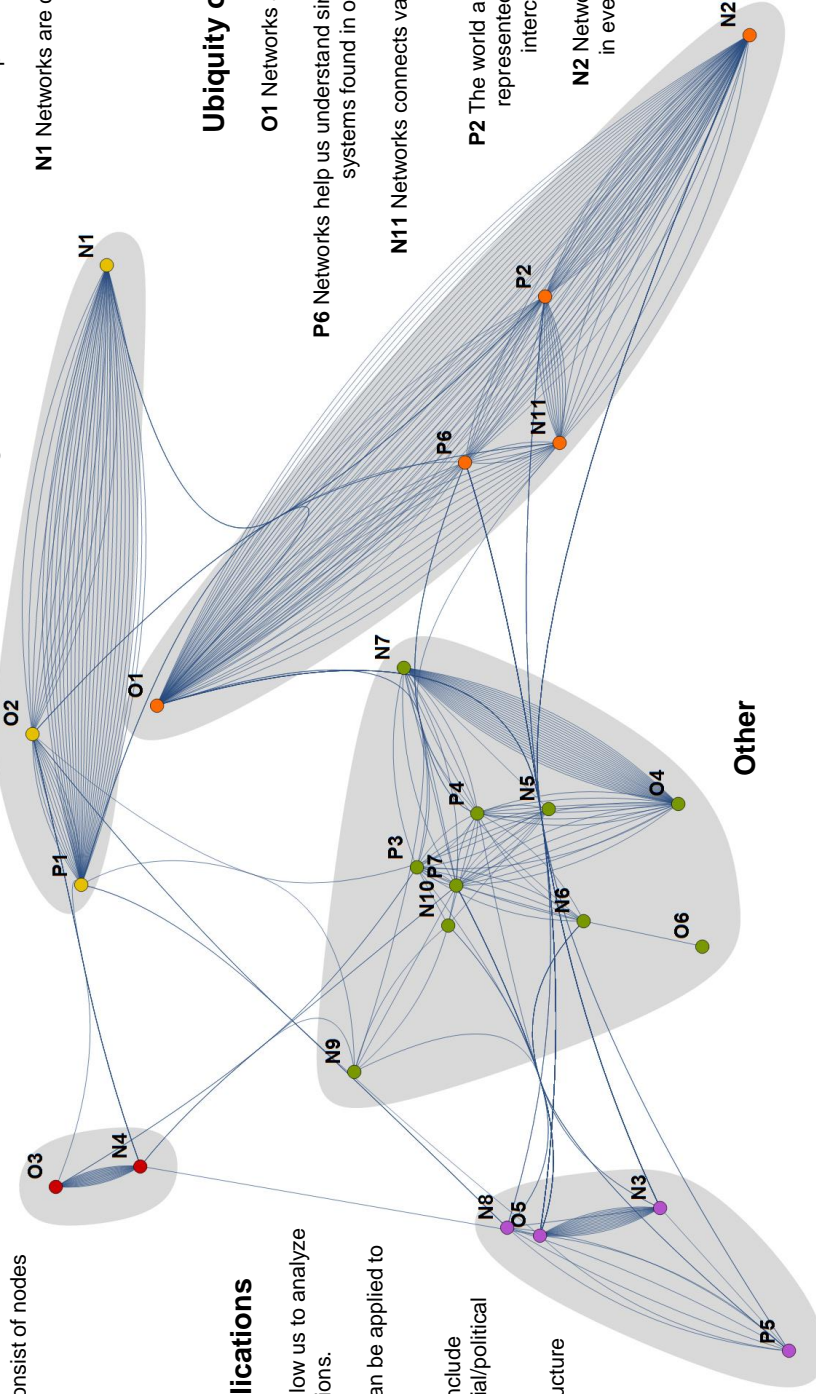 onsist of nodes
lications
low us to analyze
ions.
an be applied to
nclude
ial/political
ucture
O3
N4
N8
O5
N3
P5
O2
P1
N1
O1
N9
P3
N7
N10
P7
P4
N5
N6
O4
O6
Other
P6
P2
N11
N2
N1 Networks are c
Ubiquity o
O1 Networks
P6 Networks help us understand sin
systems found in o
N11 Networks connects va
P2 The world a
represented
interc
N2 Netwo
in eve